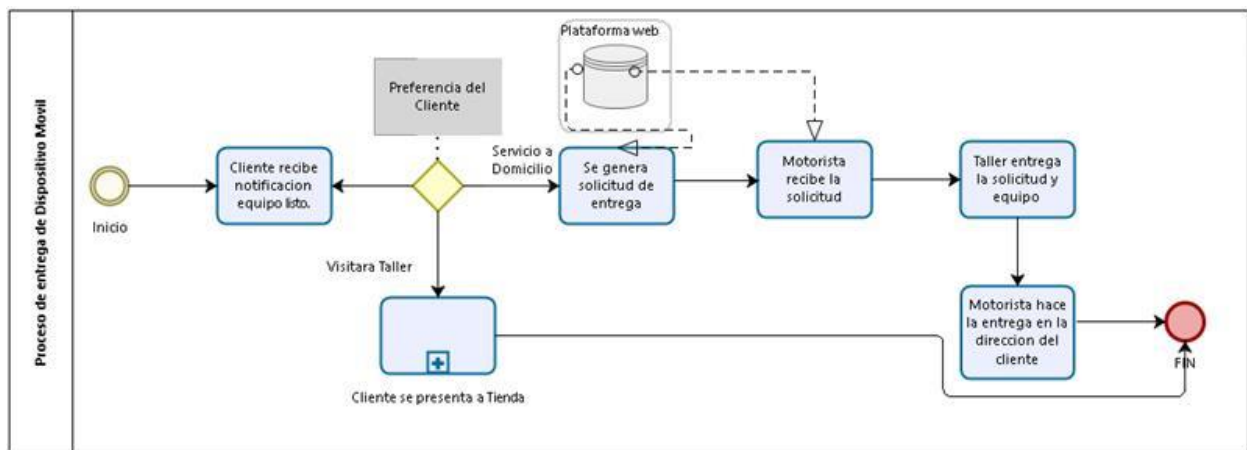 Proceso de entrega de Dispositivo Movil
Plataforma web
Preferencia del
Cliente
Inicio
Cliente recibe
notificacion
equipo listo.
Servicio a
Domicilio
Se genera
solicitud de
entrega
Motorista
recibe la
solicitud
Taller entrega
la solicitud y
equipo
Visitara Taller
Cliente se presenta a Tienda
Motorista hace
la entrega en la
direccion del
cliente
FIN